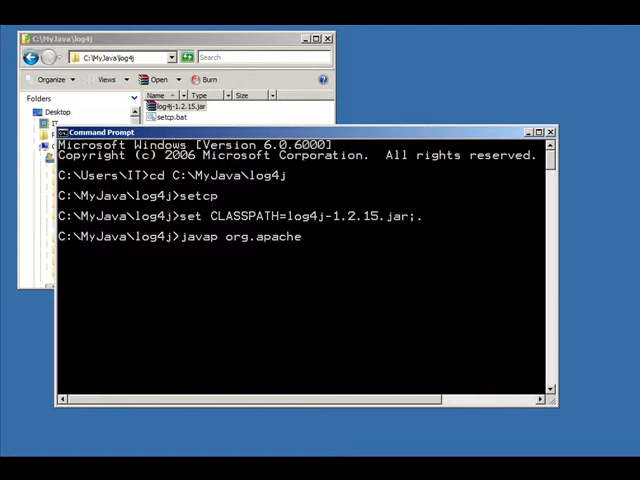 C:\MyJava\log4j
C:\MyJava\log4j
Search
Organize Views Open Burn
Folders
Name Type Size
Desktop
log4j-1.2.15.jar
IT
setcp.bat
Command Prompt
Microsoft Windows [Version 6.0.6000]
Copyright (c) 2006 Microsoft Corporation.  All rights reserved.
C:\Users\IT>cd C:\MyJava\log4j
C:\MyJava\log4j>setcp
C:\MyJava\log4j>set CLASSPATH=log4j-1.2.15.jar;.
C:\MyJava\log4j>javap org.apache